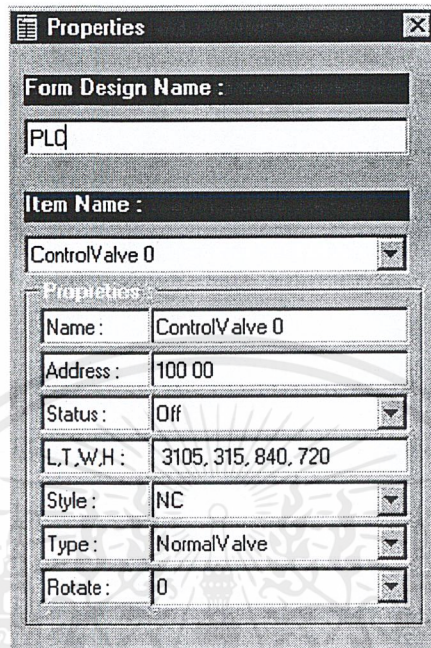 Properties
Form Design Name :
PLC
Item Name :
ControlValve 0
Propreties :
Name : ControlValve 0
Address : 100 00
Status : Off
L,T,W,H : 3105, 315, 840, 720
Style : NC
Type : NormalValve
Rotate : 0